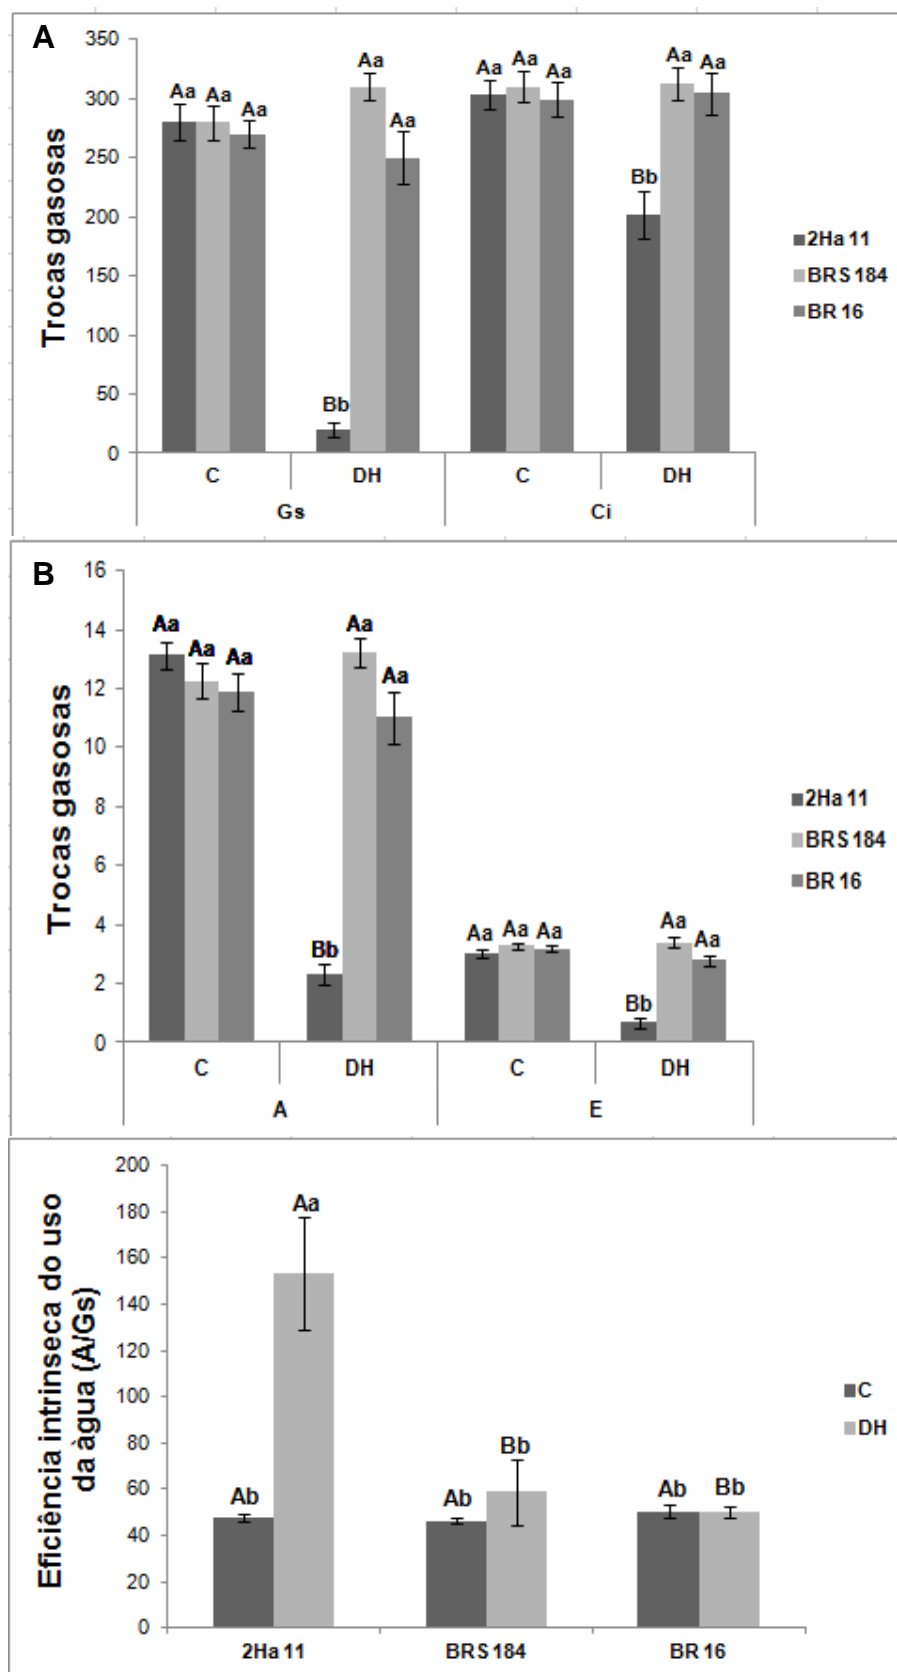 A
Trocas gasosas
350
300
250
200
150
100
50
0
Aa Aa Aa
Bb Aa Aa
Aa Aa Aa
Bb Aa Aa
C DH C DH
Gs Ci
2Ha 11
BRS 184
BR 16
B
Trocas gasosas
16
14
12
10
8
6
4
2
0
Aa Aa Aa
Bb Aa Aa
Aa Aa Aa
Bb Aa Aa
C DH C DH
A E
2Ha 11
BRS 184
BR 16
Eficiência intrinseca do uso
da àgua (A/Gs)
200
180
160
140
120
100
80
60
40
20
0
Ab Aa
Ab Bb
Ab Bb
2Ha 11 BRS 184 BR 16
C
DH